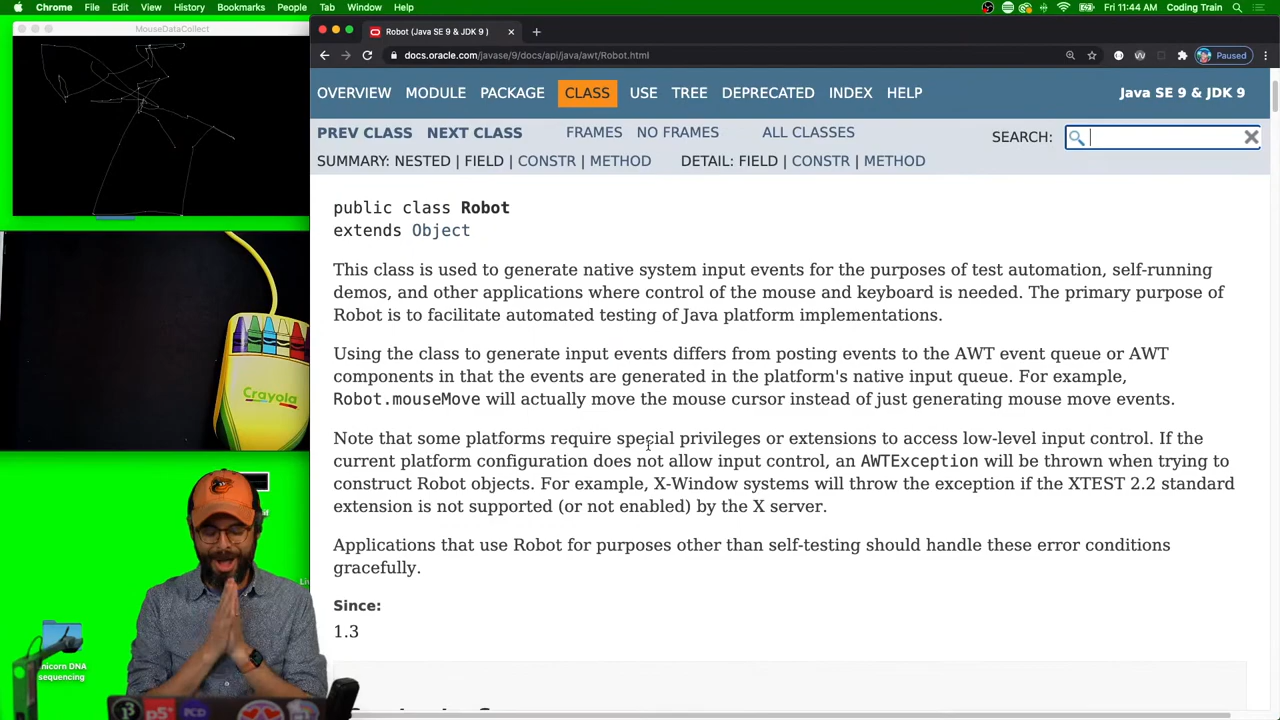 Chrome File Edit View History Bookmarks People Tab Window Help Fri 11:44 AM Coding Train
MouseDataCollect
Robot (Java SE 9 & JDK 9 )
docs.oracle.com/javase/9/docs/api/java/awt/Robot.html
Paused
OVERVIEW MODULE PACKAGE CLASS USE TREE DEPRECATED INDEX HELP
Java SE 9 & JDK 9
PREV CLASS NEXT CLASS FRAMES NO FRAMES ALL CLASSES
SEARCH:
SUMMARY: NESTED | FIELD | CONSTR | METHOD DETAIL: FIELD | CONSTR | METHOD
public class Robot
extends Object
This class is used to generate native system input events for the purposes of test automation, self-running
demos, and other applications where control of the mouse and keyboard is needed. The primary purpose of
Robot is to facilitate automated testing of Java platform implementations.
Using the class to generate input events differs from posting events to the AWT event queue or AWT
components in that the events are generated in the platform's native input queue. For example,
Robot.mouseMove will actually move the mouse cursor instead of just generating mouse move events.
Note that some platforms require special privileges or extensions to access low-level input control. If the
current platform configuration does not allow input control, an AWTException will be thrown when trying to
construct Robot objects. For example, X-Window systems will throw the exception if the XTEST 2.2 standard
extension is not supported (or not enabled) by the X server.
Applications that use Robot for purposes other than self-testing should handle these error conditions
gracefully.
Since:
1.3
Crayola
nicorn DNA
sequencing
p5*